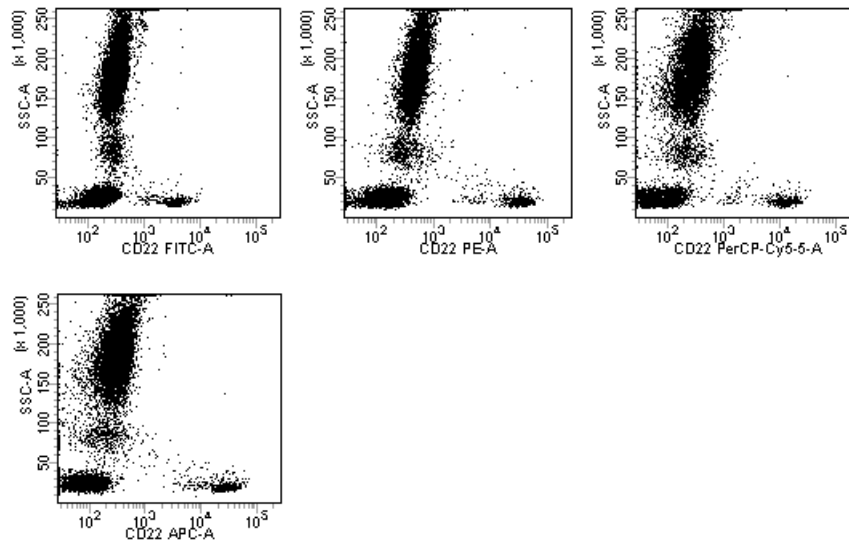 250
200
150
100
50
SSC-A
(x 1,000)
10² 10³ 10⁴ 10⁵
CD22 FITC-A
250
200
150
100
50
SSC-A
(x 1,000)
10² 10³ 10⁴ 10⁵
CD22 PE-A
250
200
150
100
50
SSC-A
(x 1,000)
10² 10³ 10⁴ 10⁵
CD22 PerCP-Cy5-5-A
250
200
150
100
50
SSC-A
(x 1,000)
10² 10³ 10⁴ 10⁵
CD22 APC-A